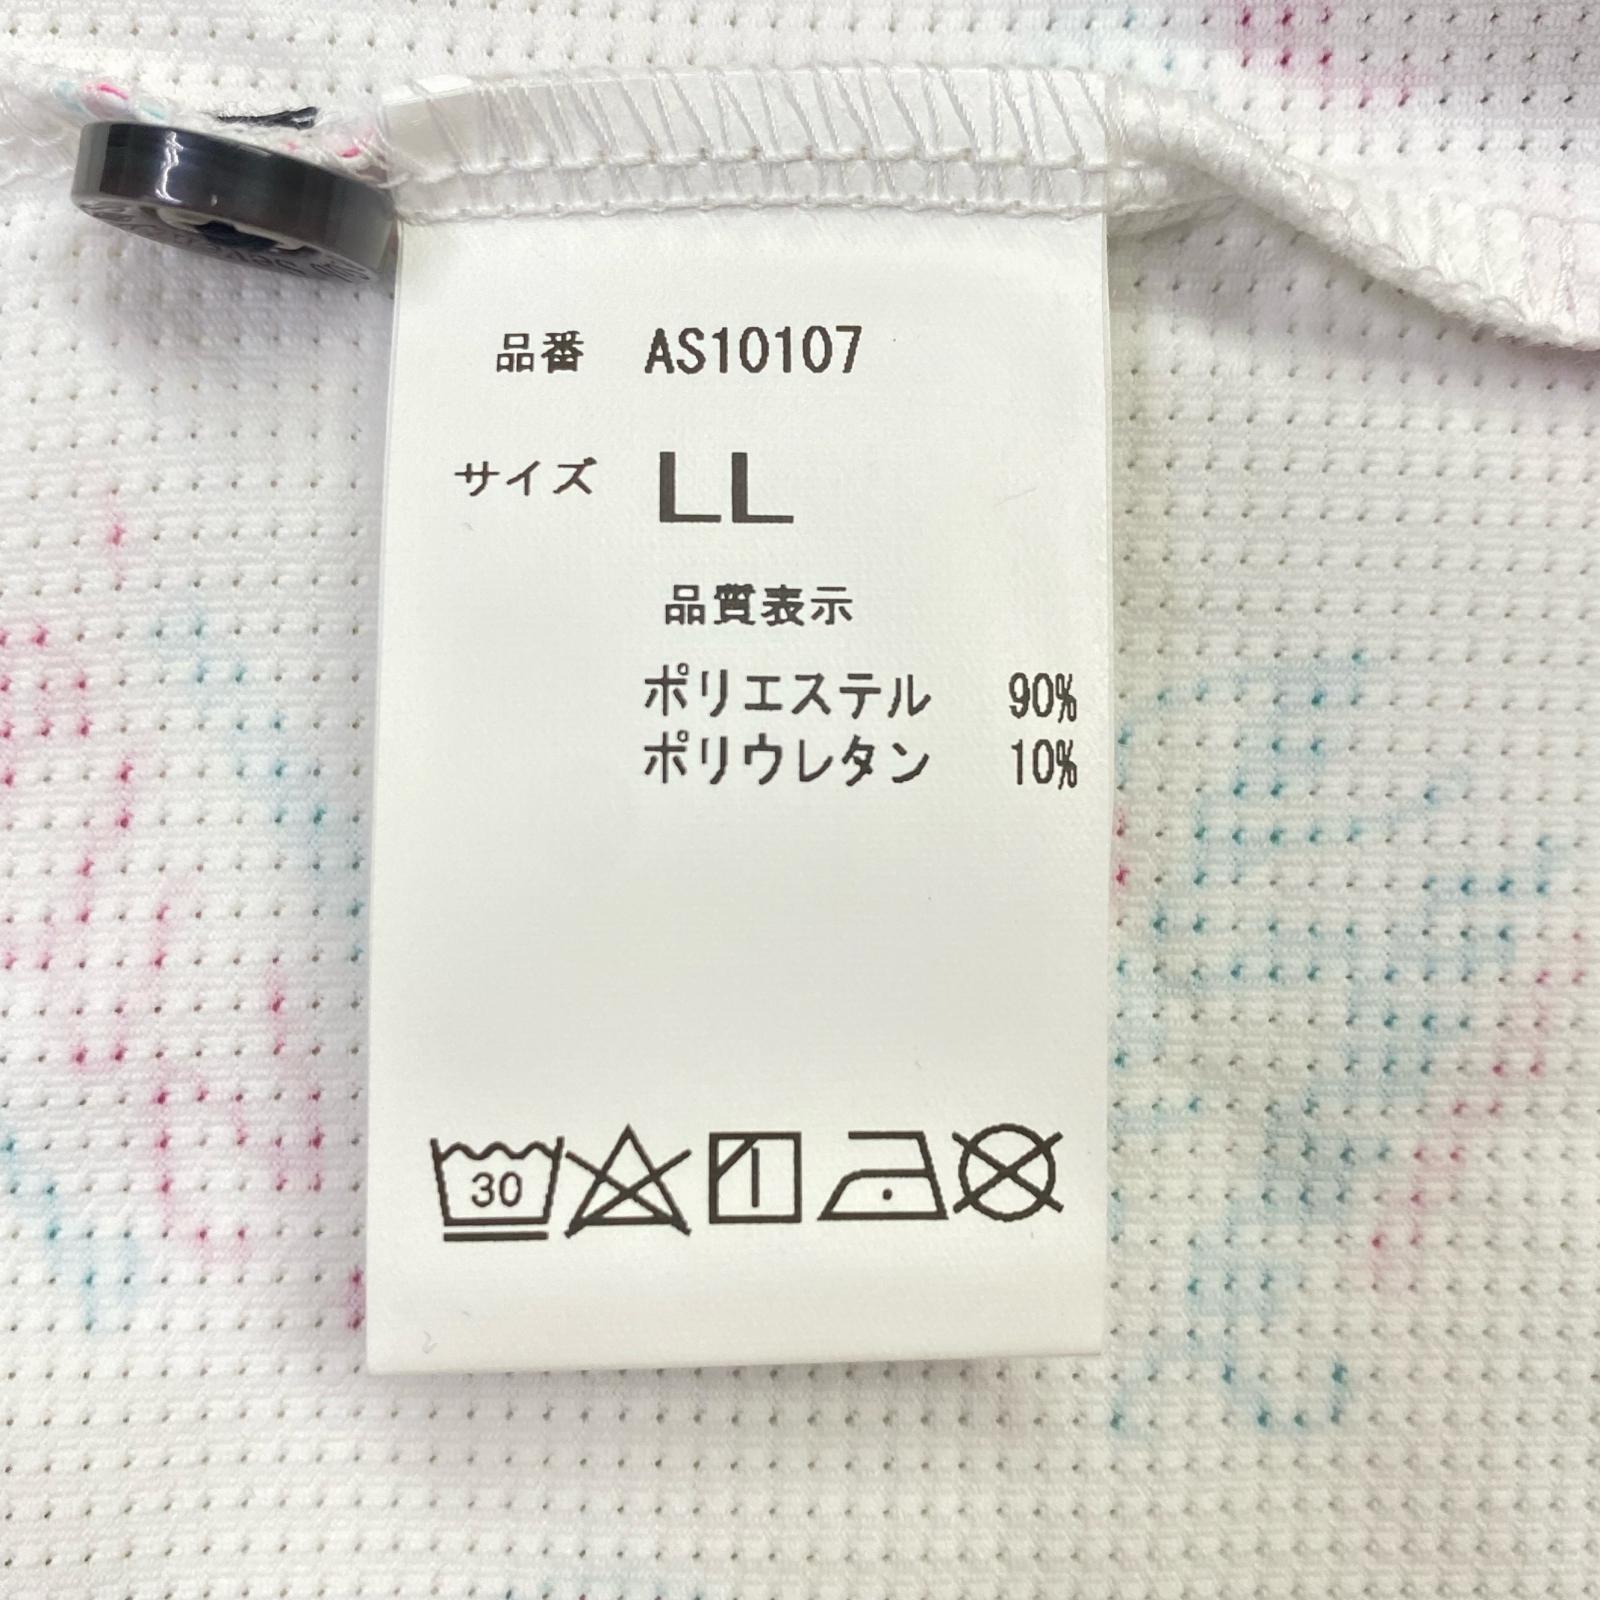 品番 AS10107
サイズ LL
品質表示
ポリエステル 90%
ポリウレタン 10%
30